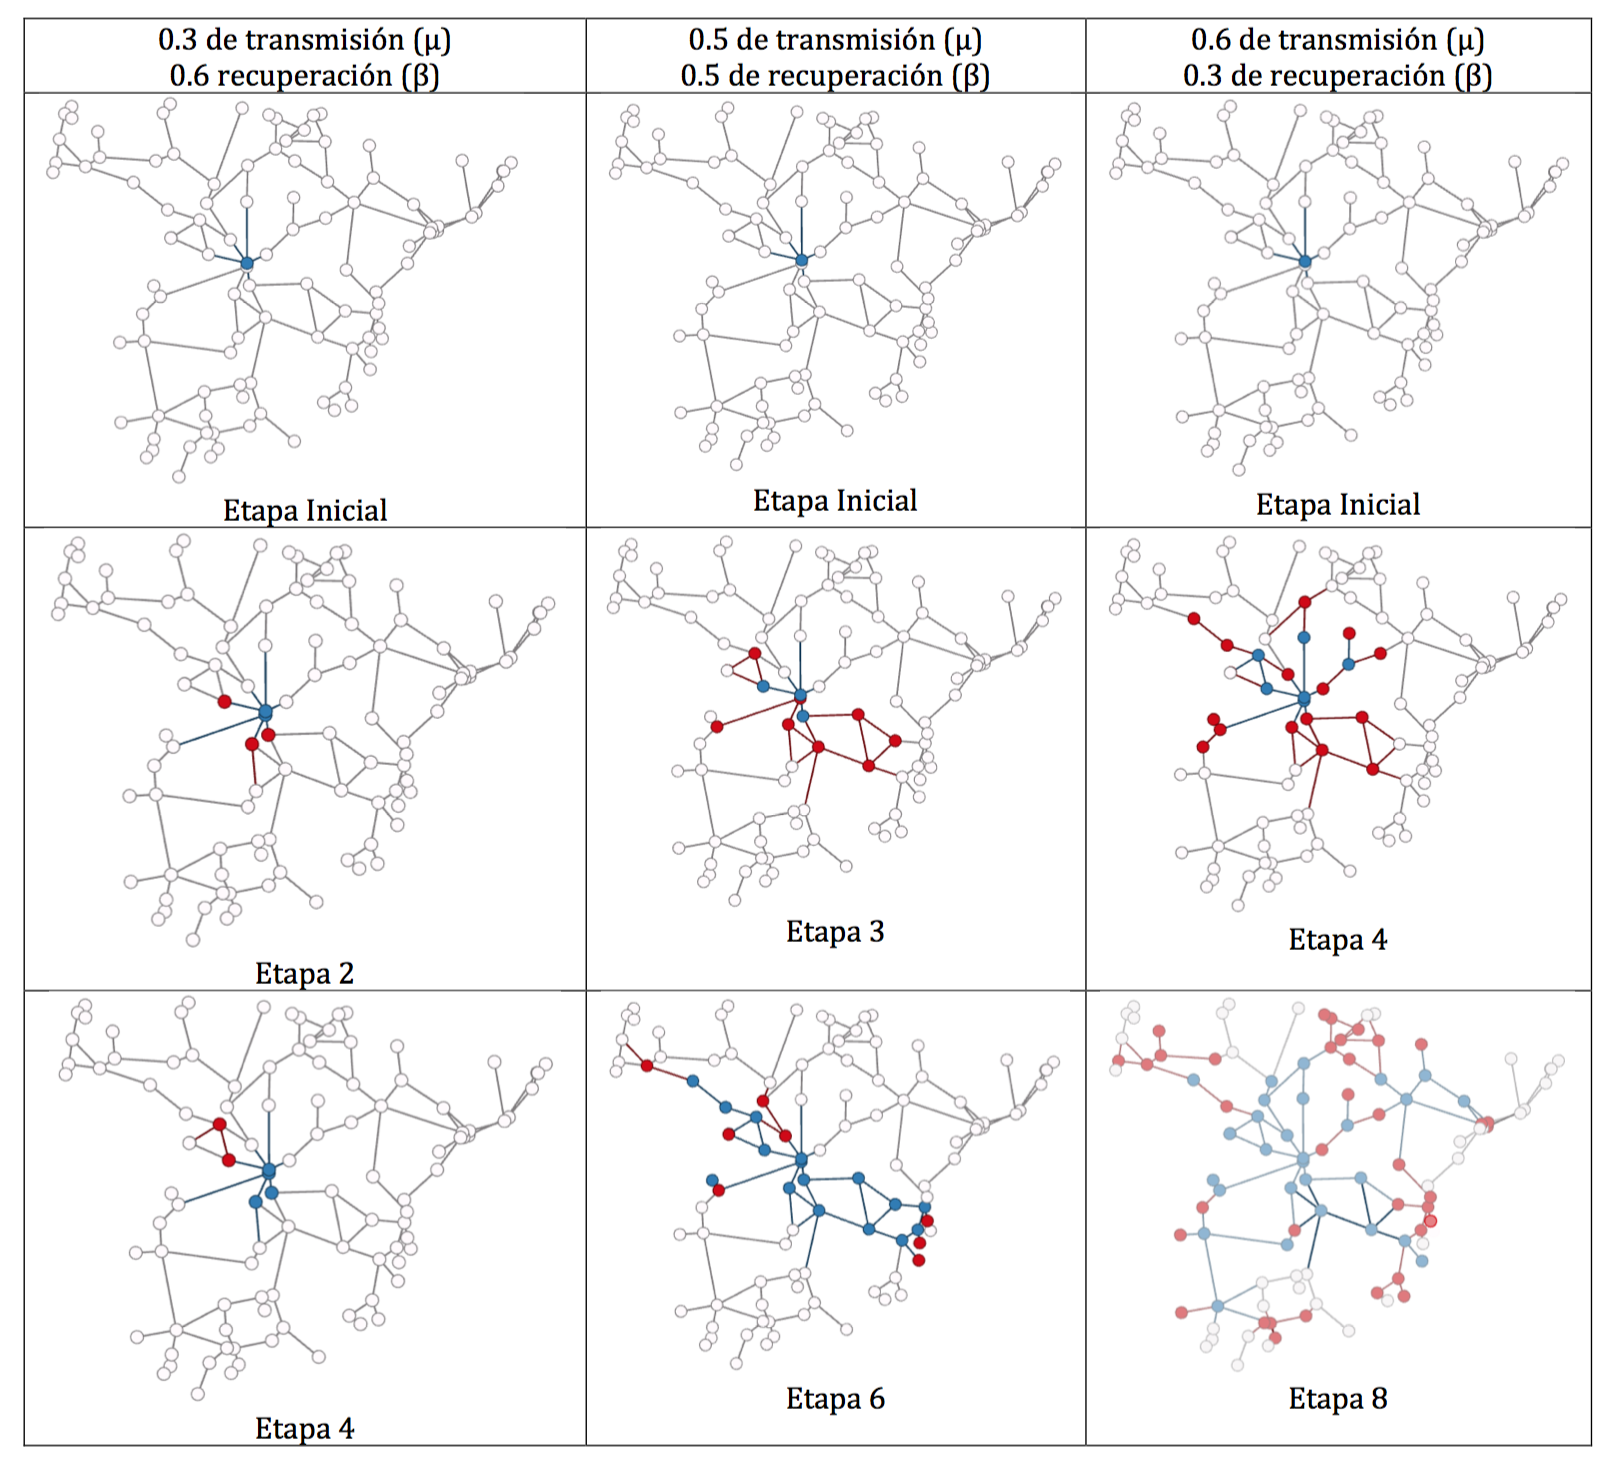 0.3 de transmisión (μ)
0.6 recuperación (β)
0.5 de transmisión (μ)
0.5 de recuperación (β)
0.6 de transmisión (μ)
0.3 de recuperación (β)
Etapa Inicial
Etapa Inicial
Etapa Inicial
Etapa 2
Etapa 3
Etapa 4
Etapa 4
Etapa 6
Etapa 8